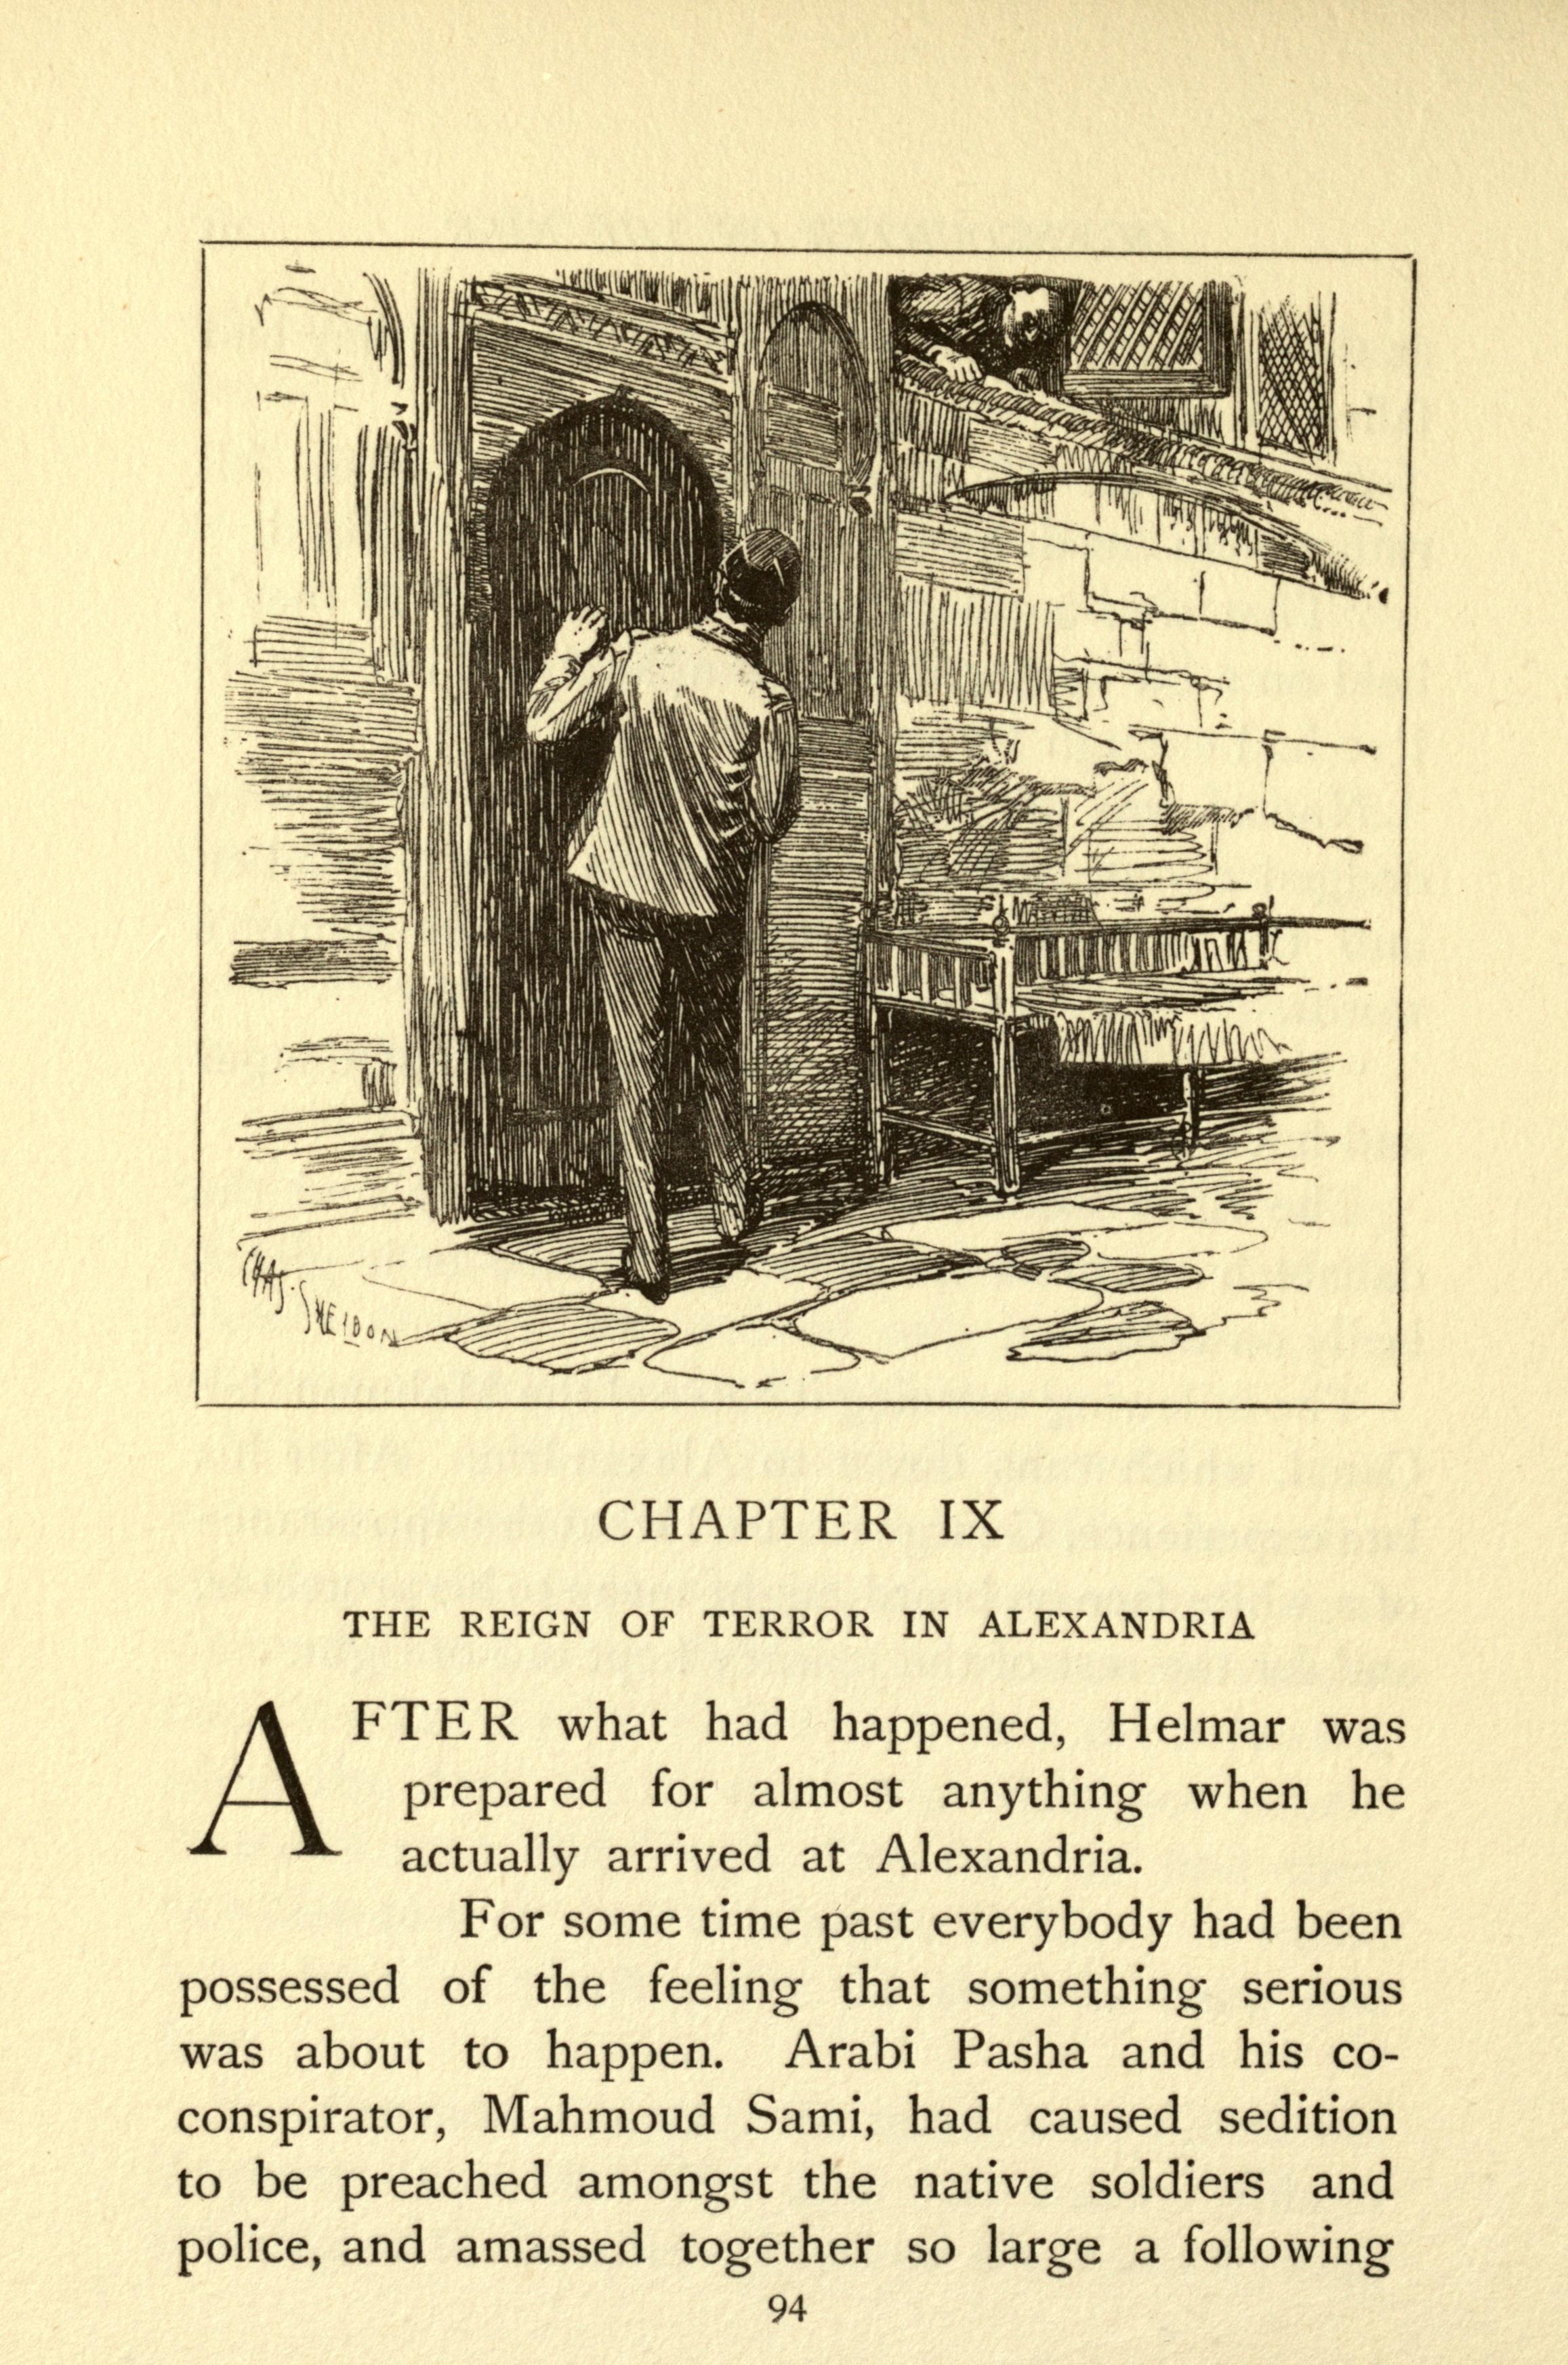 CHAS. SHELDON
CHAPTER IX
THE REIGN OF TERROR IN ALEXANDRIA
AFTER what had happened, Helmar was
prepared for almost anything when he
actually arrived at Alexandria.
For some time past everybody had been
possessed of the feeling that something serious
was about to happen. Arabi Pasha and his co-
conspirator, Mahmoud Sami, had caused sedition
to be preached amongst the native soldiers and
police, and amassed together so large a following
94